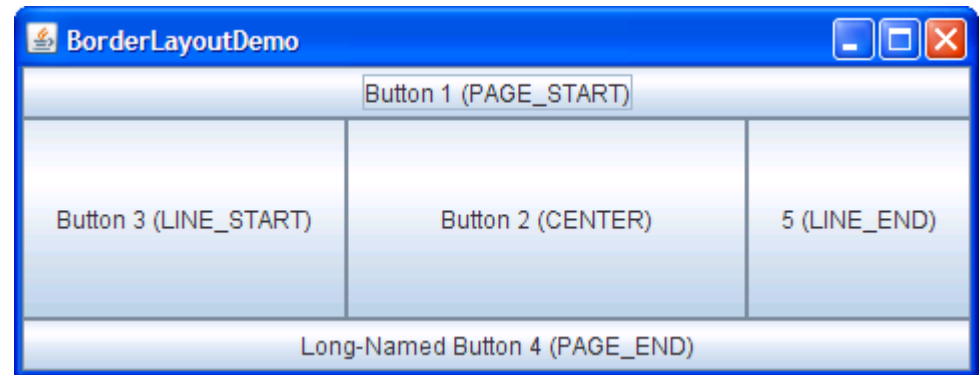 BorderLayoutDemo
Button 1 (PAGE_START)
Button 3 (LINE_START)
Button 2 (CENTER)
5 (LINE_END)
Long-Named Button 4 (PAGE_END)